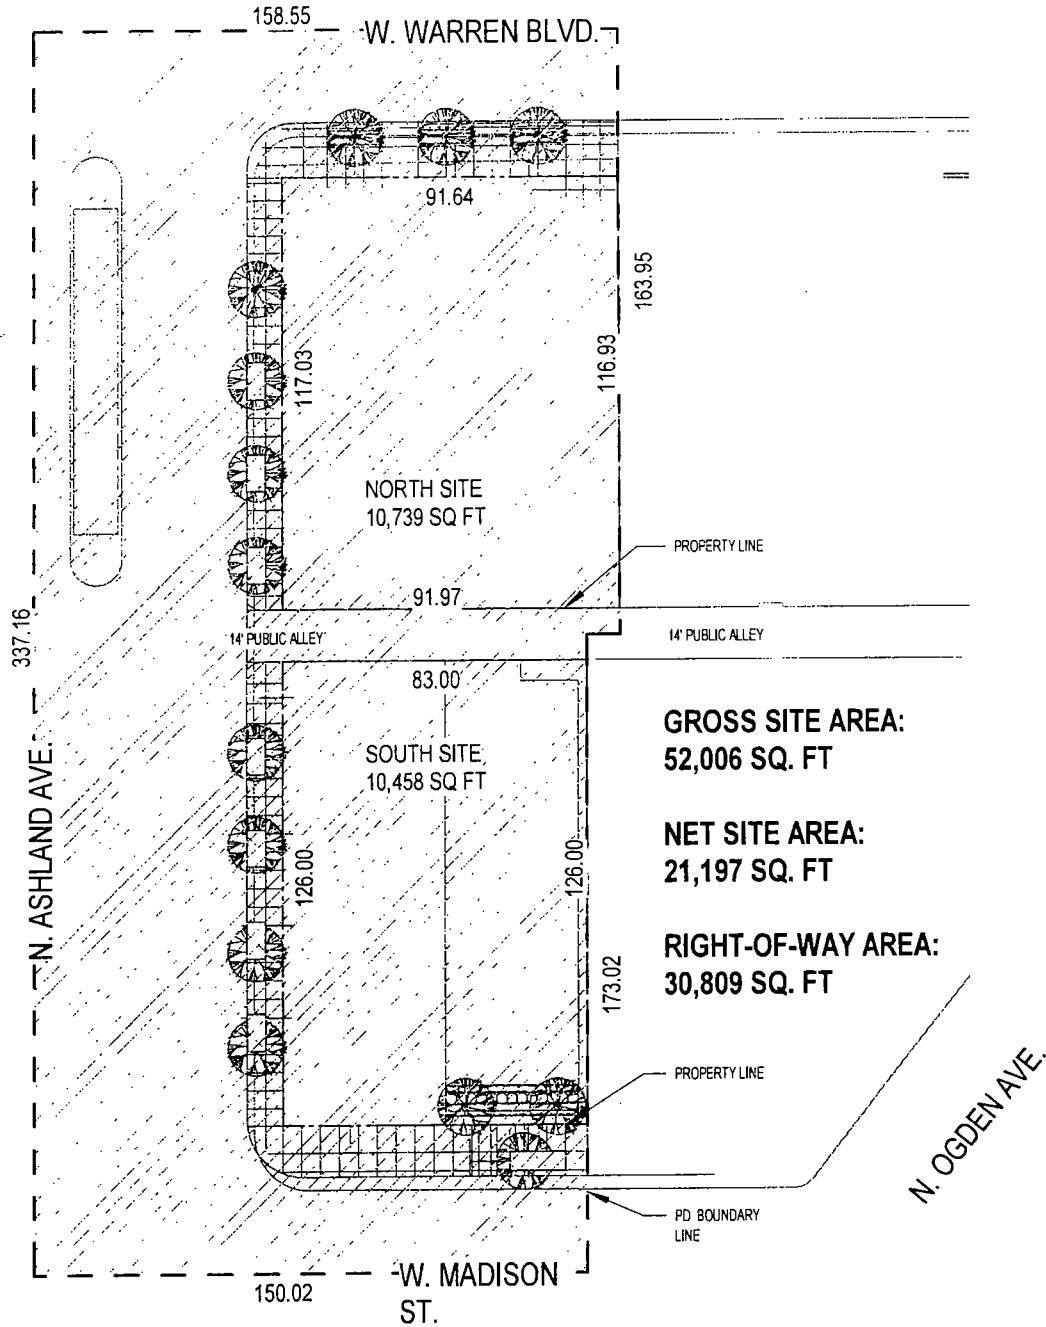 158.55
W. WARREN BLVD.
91.64
163.95
117.03
116.93
NORTH SITE
10,739 SQ FT
PROPERTY LINE
91.97
337.16
14' PUBLIC ALLEY
14' PUBLIC ALLEY
83.00
SOUTH SITE
10,458 SQ FT
GROSS SITE AREA:
52,006 SQ. FT
N. ASHLAND AVE.
NET SITE AREA:
21,197 SQ. FT
126.00
126.00
RIGHT-OF-WAY AREA:
30,809 SQ. FT
173.02
PROPERTY LINE
N. OGDEN AVE.
PD BOUNDARY
LINE
W. MADISON
ST.
150.02